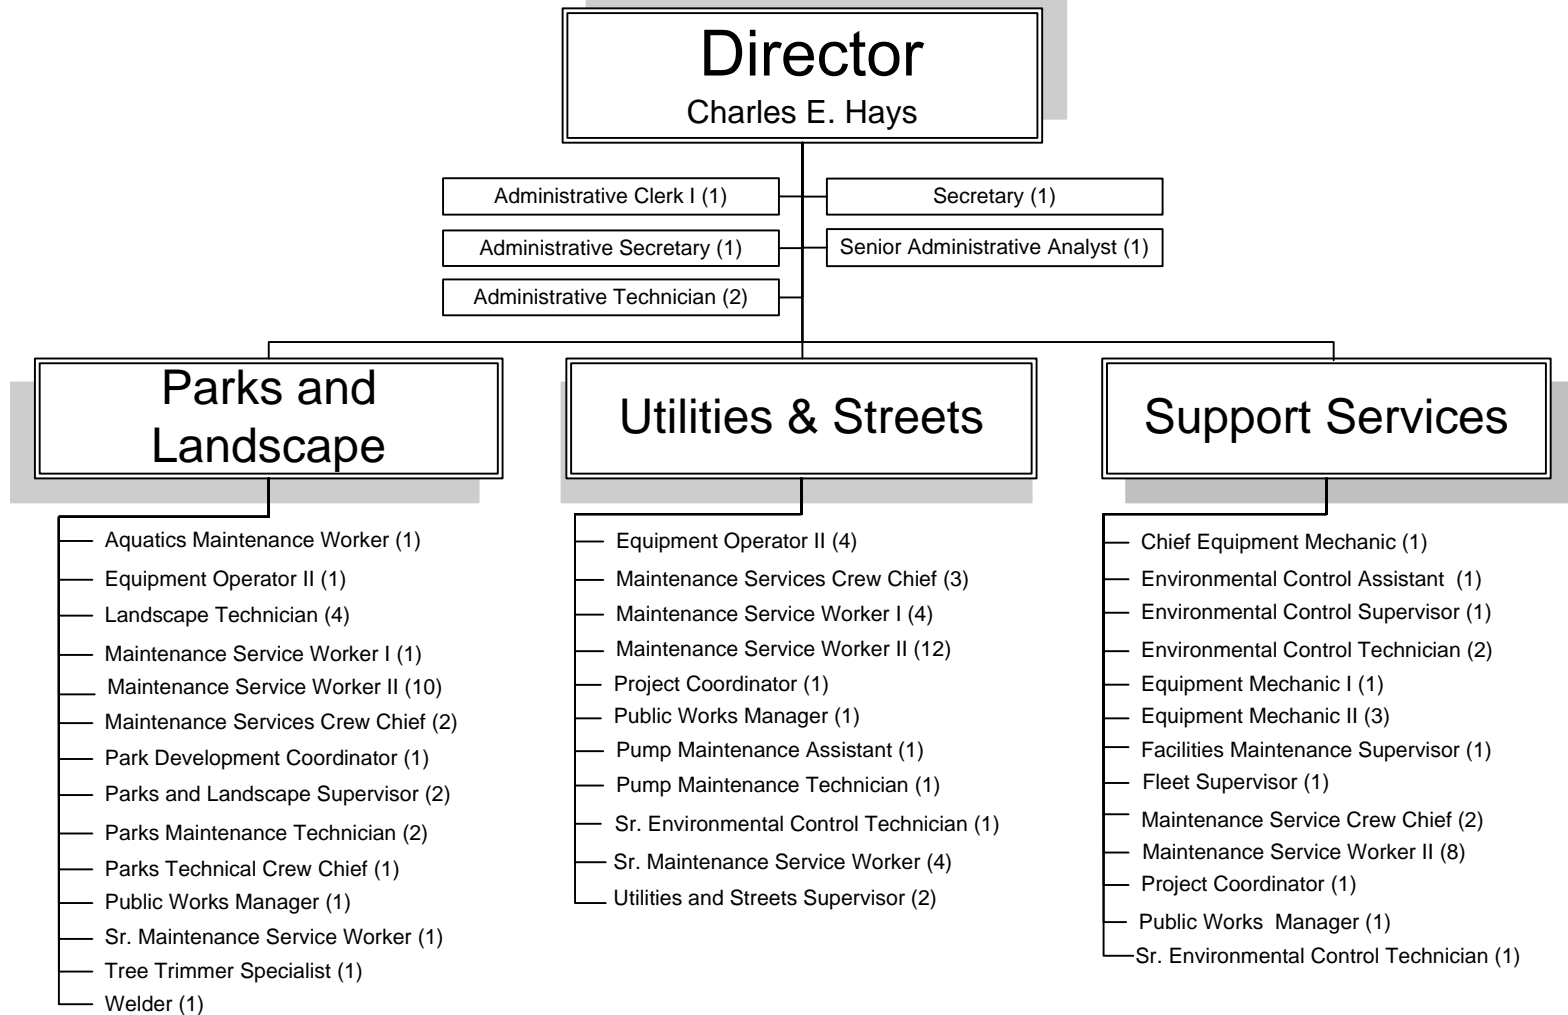 Director
Charles E. Hays
Administrative Clerk I (1)
Secretary (1)
Administrative Secretary (1)
Senior Administrative Analyst (1)
Administrative Technician (2)
Parks and
Landscape
Aquatics Maintenance Worker (1)
Equipment Operator II (1)
Landscape Technician (4)
Maintenance Service Worker I (1)
Maintenance Service Worker II (10)
Maintenance Services Crew Chief (2)
Park Development Coordinator (1)
Parks and Landscape Supervisor (2)
Parks Maintenance Technician (2)
Parks Technical Crew Chief (1)
Public Works Manager (1)
Sr. Maintenance Service Worker (1)
Tree Trimmer Specialist (1)
Welder (1)
Utilities & Streets
Equipment Operator II (4)
Maintenance Services Crew Chief (3)
Maintenance Service Worker I (4)
Maintenance Service Worker II (12)
Project Coordinator (1)
Public Works Manager (1)
Pump Maintenance Assistant (1)
Pump Maintenance Technician (1)
Sr. Environmental Control Technician (1)
Sr. Maintenance Service Worker (4)
Utilities and Streets Supervisor (2)
Support Services
Chief Equipment Mechanic (1)
Environmental Control Assistant (1)
Environmental Control Supervisor (1)
Environmental Control Technician (2)
Equipment Mechanic I (1)
Equipment Mechanic II (3)
Facilities Maintenance Supervisor (1)
Fleet Supervisor (1)
Maintenance Service Crew Chief (2)
Maintenance Service Worker II (8)
Project Coordinator (1)
Public Works Manager (1)
Sr. Environmental Control Technician (1)